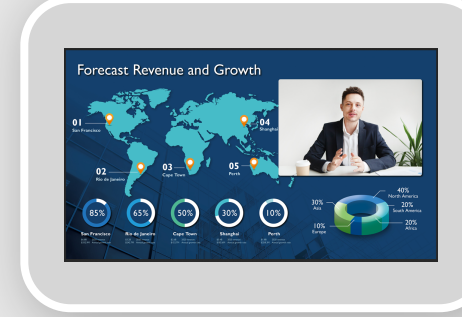 Forecast Revenue and Growth
01
San Francisco
02
Rio de Janeiro
03
Cape Town
04
Shanghai
05
Perth
85%
65%
50%
30%
10%
San Francisco
Rio de Janeiro
Cape Town
Shanghai
Perth
40%
North America
30%
Asia
20%
South America
10%
Europe
20%
Africa